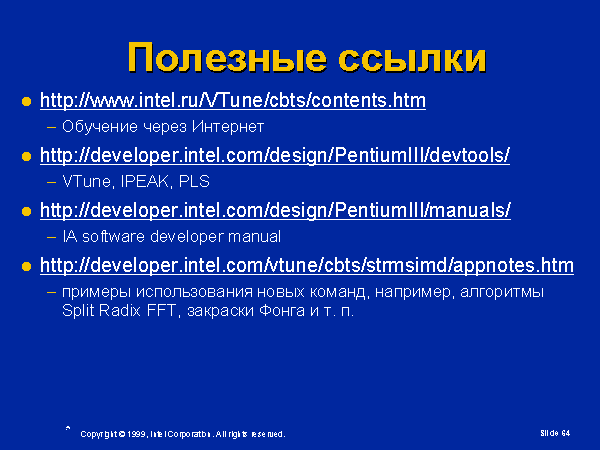 Полезные ссылки
● http://www.intel.ru/VTune/cbts/contents.htm
– Обучение через Интернет
● http://developer.intel.com/design/PentiumIII/devtools/
– VTune, IPEAK, PLS
● http://developer.intel.com/design/PentiumIII/manuals/
– IA software developer manual
● http://developer.intel.com/vtune/cbts/strmsimd/appnotes.htm
– примеры использования новых команд, например, алгоритмы
Split Radix FFT, закраски Фонга и т. п.
* Copyright © 1999, Intel Corporation. All rights reserved.
Slide 64